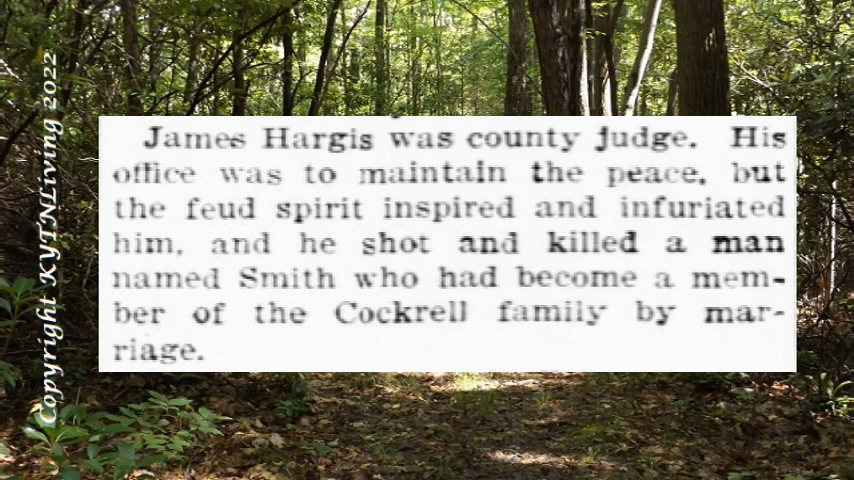 James Hargis was county judge. His
office was to maintain the peace, but
the feud spirit inspired and infuriated
him, and he shot and killed a man
named Smith who had become a mem-
ber of the Cockrell family by mar-
riage.
Copyright KYTNLiving 2022